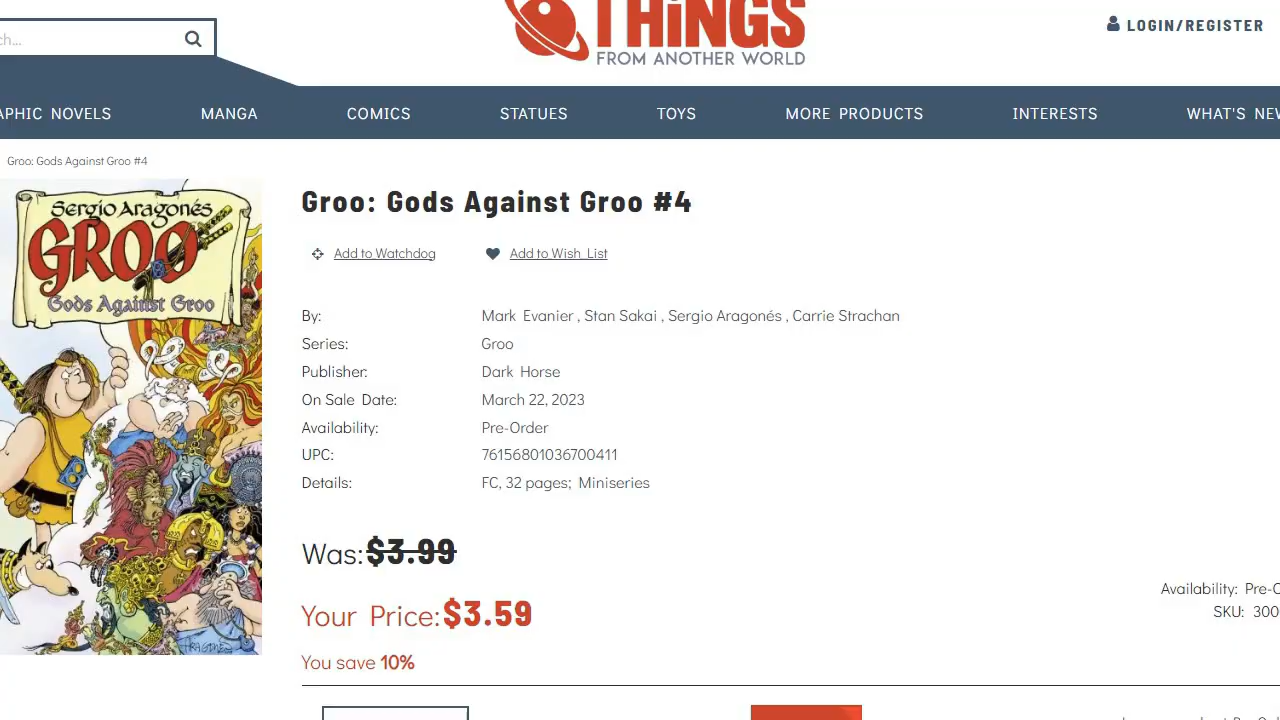 ch...
THiNGS
FROM ANOTHER WORLD
LOGIN/REGISTER
APHIC NOVELS MANGA COMICS STATUES TOYS MORE PRODUCTS INTERESTS WHAT'S NEW
Groo: Gods Against Groo #4
Sergio Aragonés
GROO
Gods Against Groo
ARAGONÉS
Groo: Gods Against Groo #4
Add to Watchdog Add to Wish List
By: Mark Evanier , Stan Sakai , Sergio Aragonés , Carrie Strachan
Series: Groo
Publisher: Dark Horse
On Sale Date: March 22, 2023
Availability: Pre-Order
UPC: 76156801036700411
Details: FC, 32 pages; Miniseries
Was: $3.99
Your Price: $3.59
You save 10%
Availability: Pre-O
SKU: 300